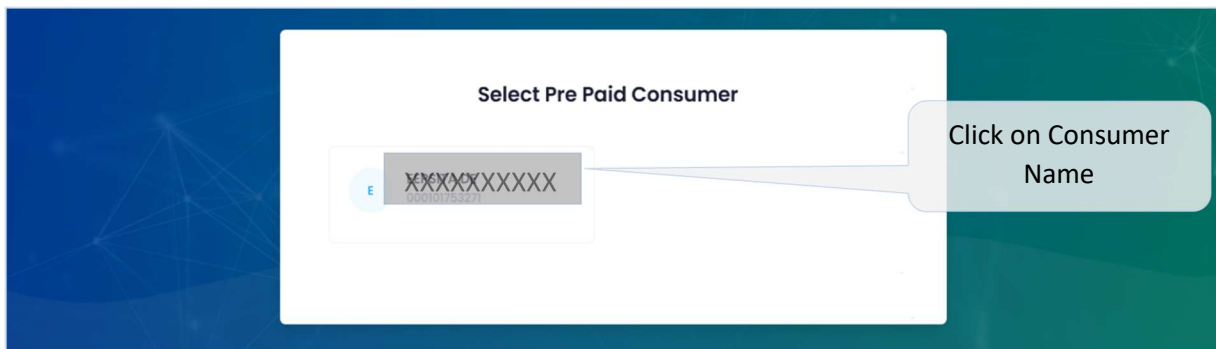 Select Pre Paid Consumer
Click on Consumer
Name
E
XXXXXXXXXX